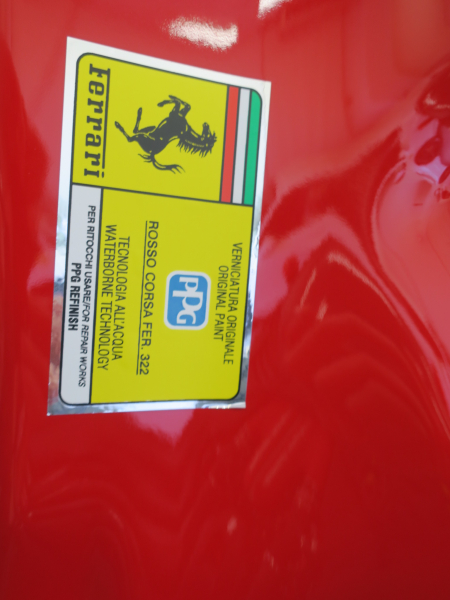 Ferrari
VERNICIATURA ORIGINALE
ORIGINAL PAINT
PPG
ROSSO CORSA FER. 322
TECNOLOGIA ALL'ACQUA
WATERBORNE TECHNOLOGY
PER RITOCCHI USARE/FOR REPAIR WORKS
PPG REFINISH